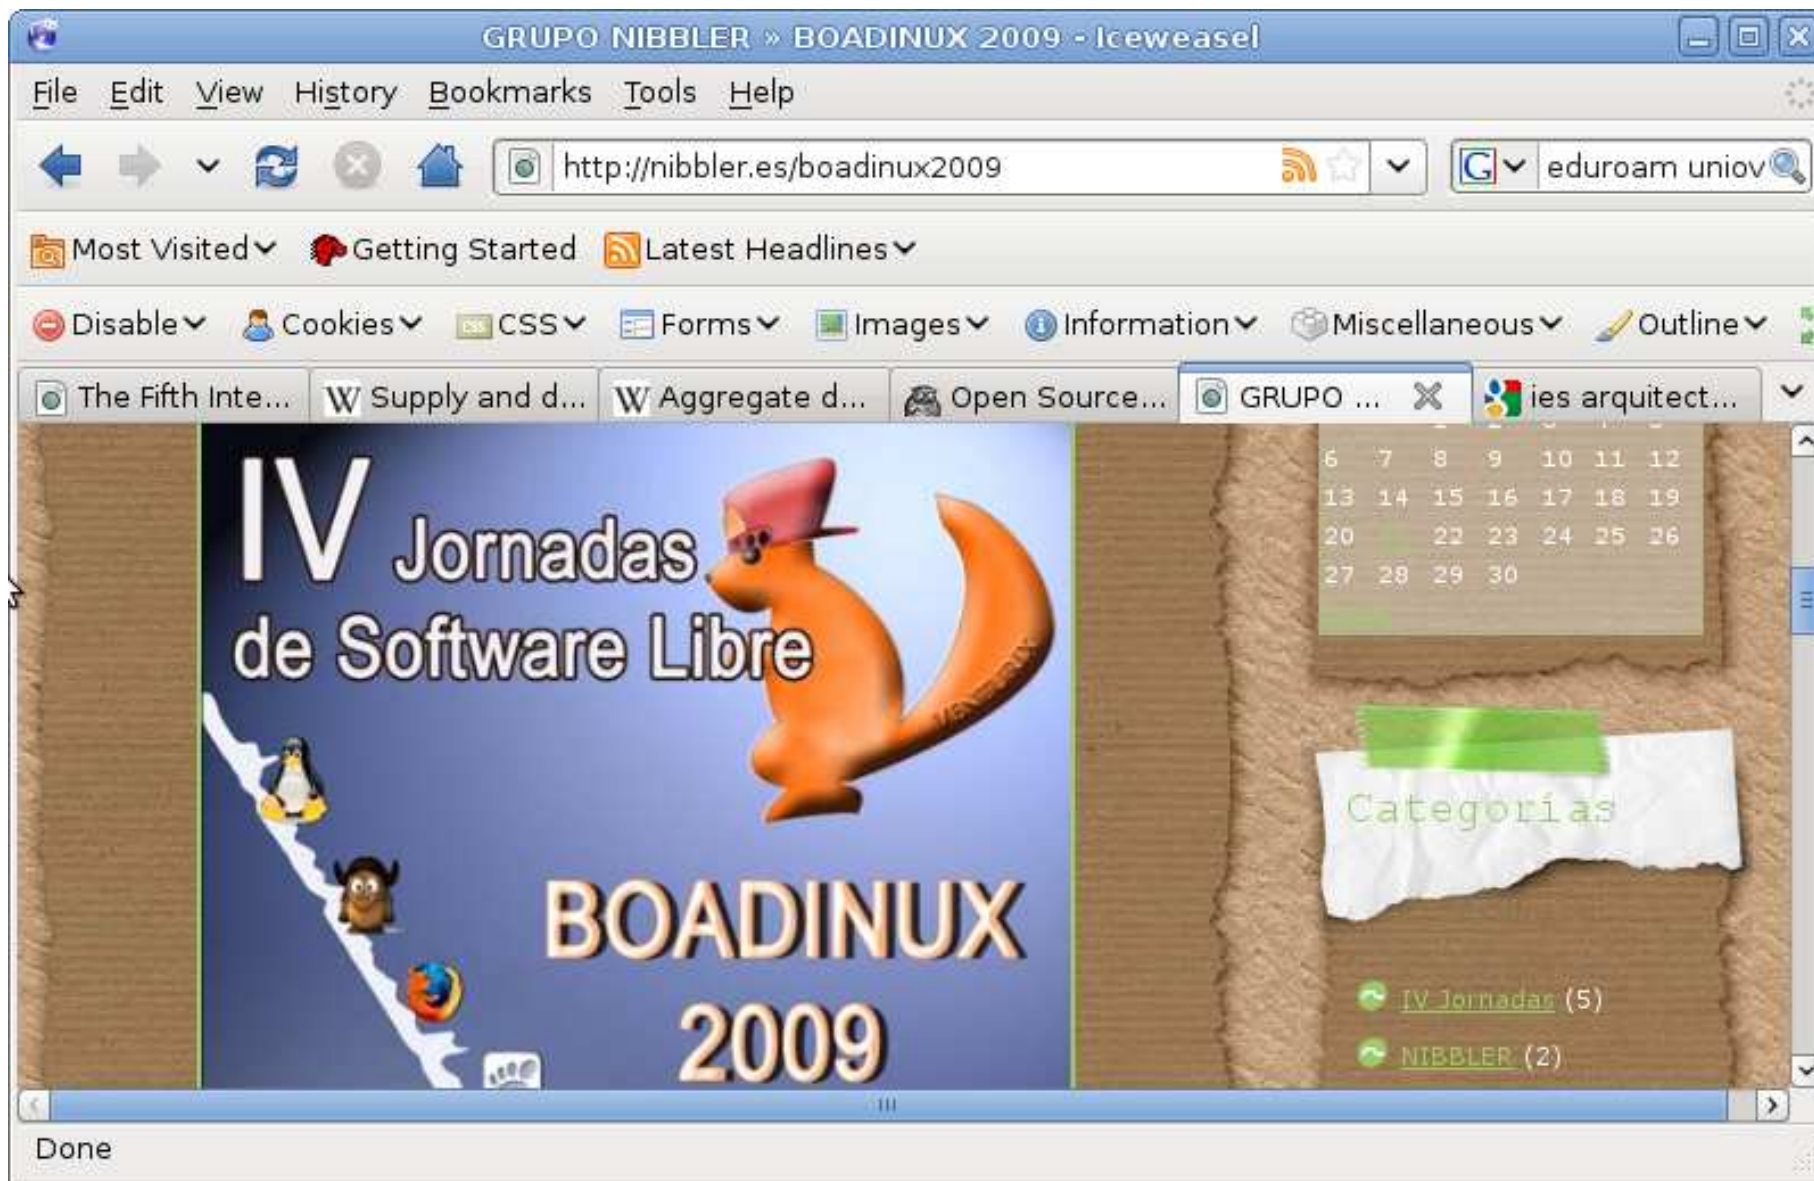 GRUPO NIBBLER » BOADINUX 2009 - Iceweasel
File Edit View History Bookmarks Tools Help
http://nibbler.es/boadinux2009 eduroam uniov
Most Visited Getting Started Latest Headlines
Disable Cookies CSS Forms Images Information Miscellaneous Outline
The Fifth Inte... Supply and d... Aggregate d... Open Source... GRUPO ... ies arquitect...
IV Jornadas
de Software Libre
BOADINUX
2009
6 7 8 9 10 11 12
13 14 15 16 17 18 19
20 22 23 24 25 26
27 28 29 30
Categorías
IV Jornadas (5)
NIBBLER (2)
Done